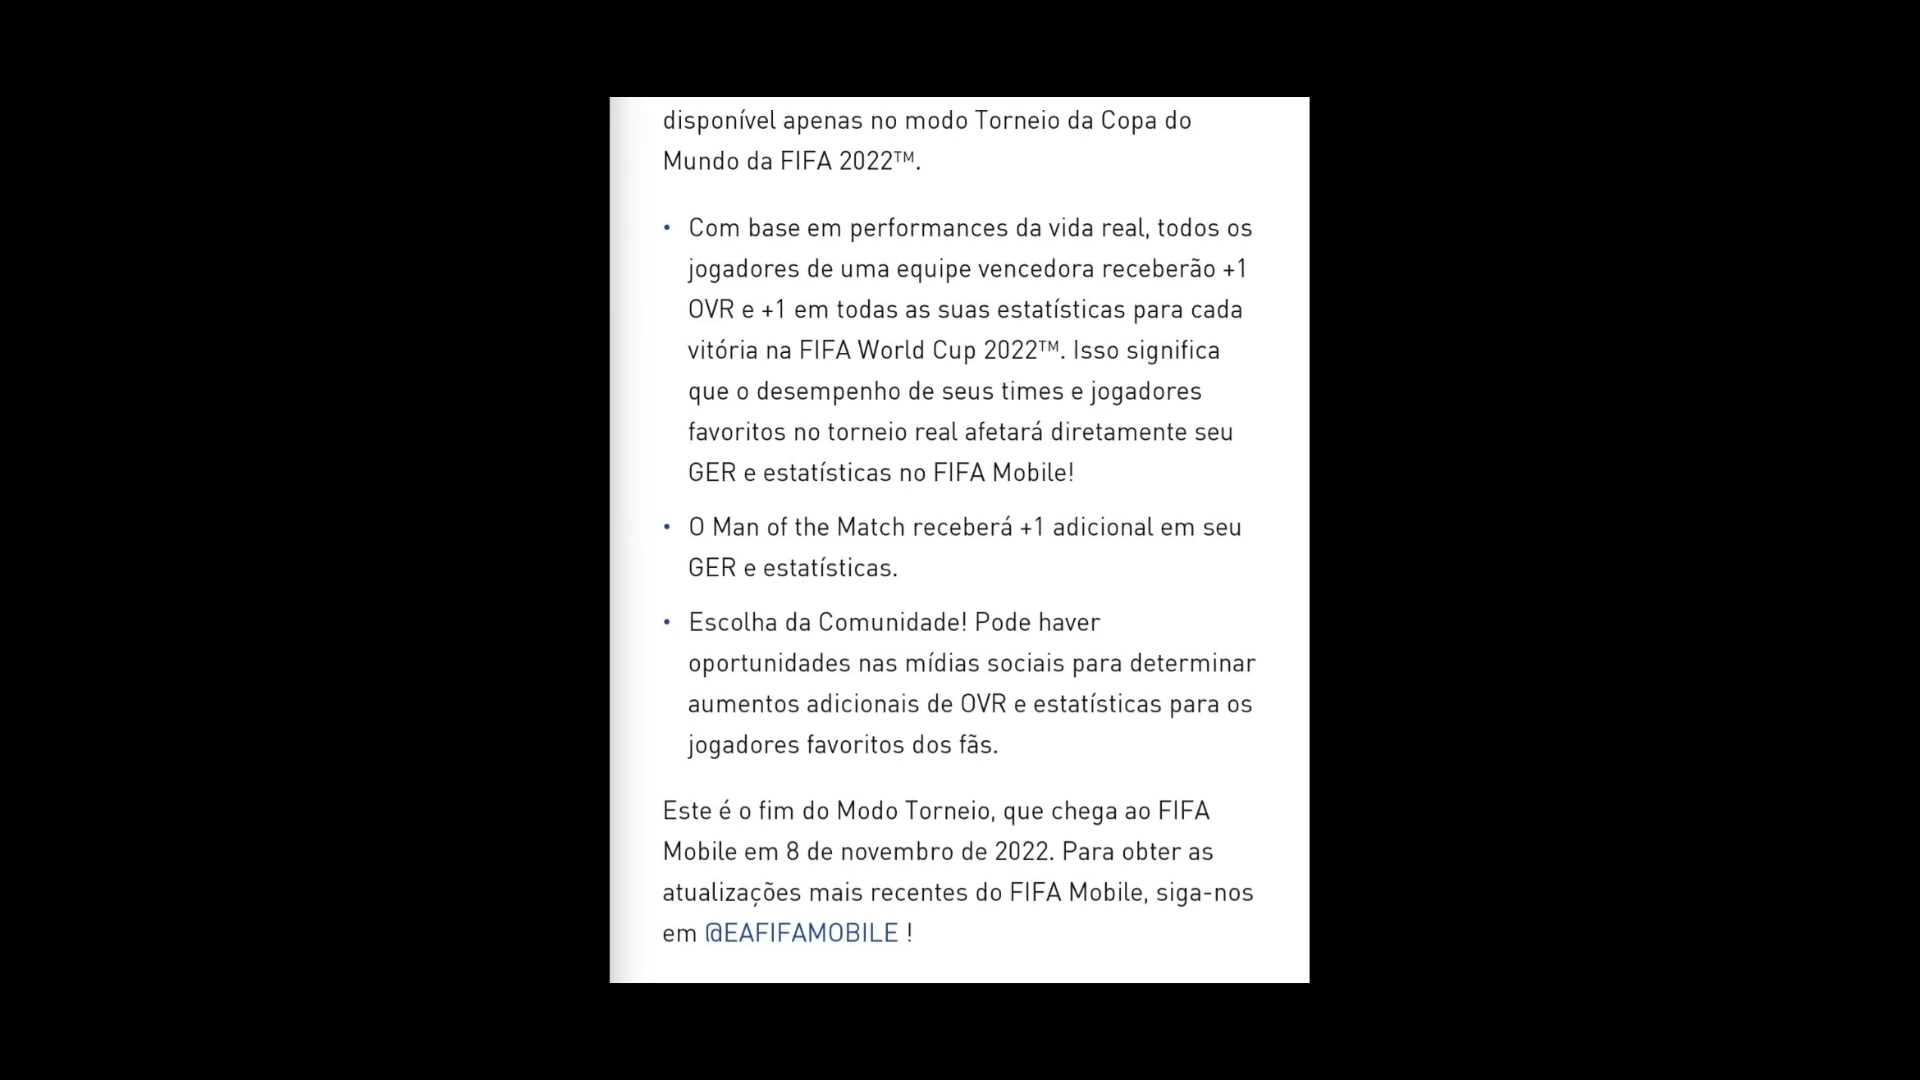 disponível apenas no modo Torneio da Copa do
Mundo da FIFA 2022™.
• Com base em performances da vida real, todos os
jogadores de uma equipe vencedora receberão +1
OVR e +1 em todas as suas estatísticas para cada
vitória na FIFA World Cup 2022™. Isso significa
que o desempenho de seus times e jogadores
favoritos no torneio real afetará diretamente seu
GER e estatísticas no FIFA Mobile!
• O Man of the Match receberá +1 adicional em seu
GER e estatísticas.
• Escolha da Comunidade! Pode haver
oportunidades nas mídias sociais para determinar
aumentos adicionais de OVR e estatísticas para os
jogadores favoritos dos fãs.
Este é o fim do Modo Torneio, que chega ao FIFA
Mobile em 8 de novembro de 2022. Para obter as
atualizações mais recentes do FIFA Mobile, siga-nos
em @EAFIFAMOBILE !